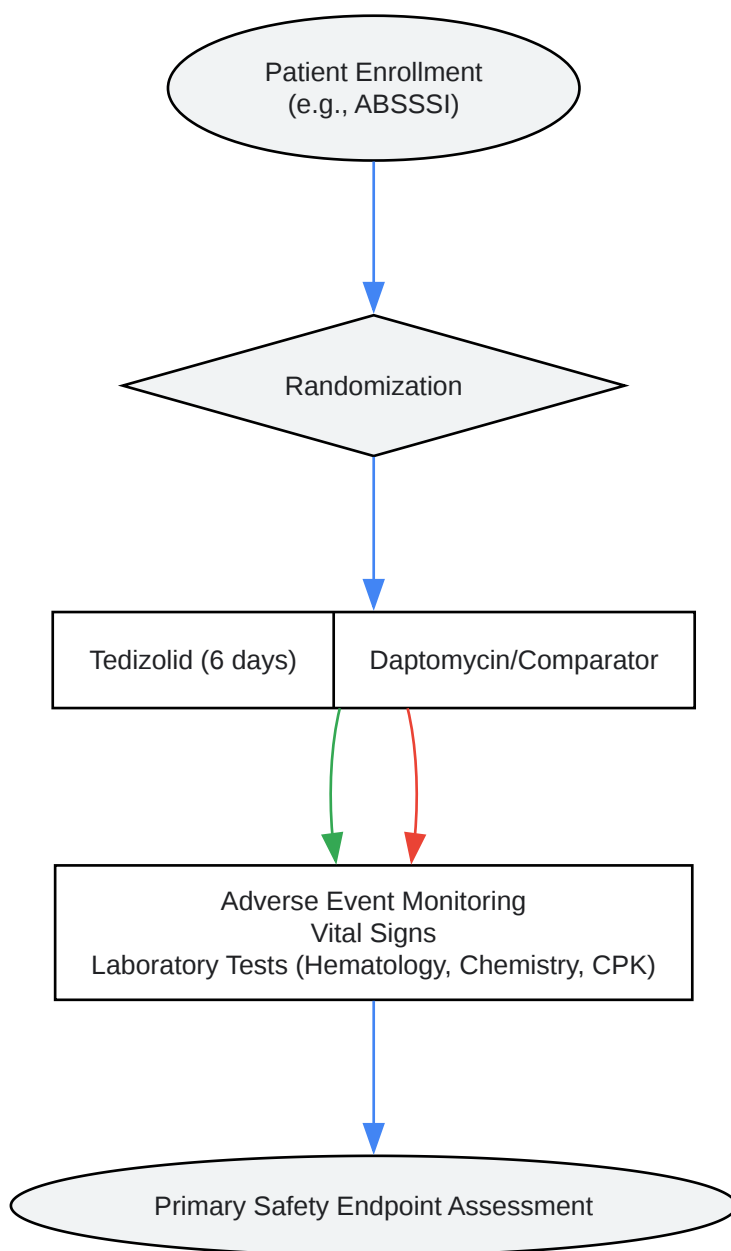 Patient Enrollment
(e.g., ABSSSI)
Randomization
Tedizolid (6 days)
Daptomycin/Comparator
Adverse Event Monitoring
Vital Signs
Laboratory Tests (Hematology, Chemistry, CPK)
Primary Safety Endpoint Assessment